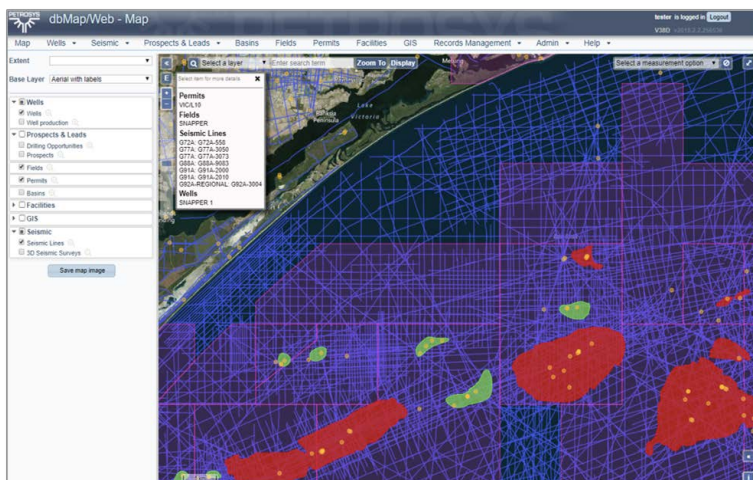 PETROSYS
dbMap/Web - Map
tester is logged in Logout
Map Wells Seismic Prospects & Leads Basins Fields Permits Facilities GIS Records Management Admin Help
Extent
Base Layer Aerial with labels
Wells
Wells
Well production
Prospects & Leads
Drilling Opportunities
Prospects
Fields
Permits
Basins
Facilities
GIS
Seismic
Seismic Lines
3D Seismic Surveys
Save map image
Select a layer Enter search term Zoom To Display
Select a measurement option
Select item for more details
Permits
VIC/L10
Fields
SNAPPER
Seismic Lines
G72A: G72A-558
G77A: G77A-3050
G77A: G77A-3073
G88A: G88A-9083
G91A: G91A-2000
G91A: G91A-2010
G92A-REGIONAL: G92A-3004
Wells
SNAPPER 1
Lake
Victoria
Peninsula